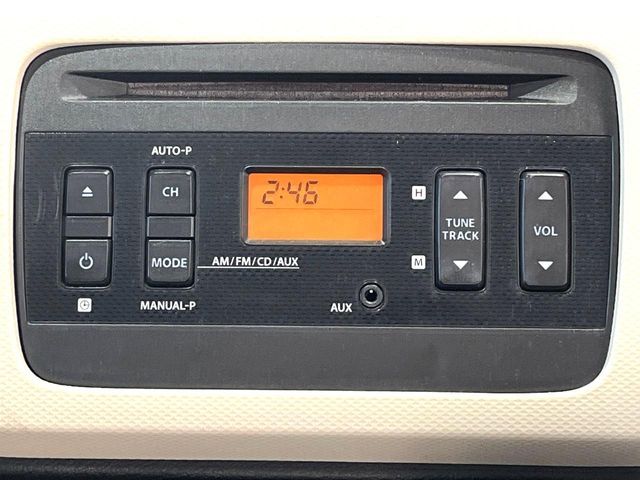 AUTO-P
CH
2:46
H
TUNE
TRACK
VOL
MODE
AM/FM/CD/AUX
M
MANUAL-P
AUX